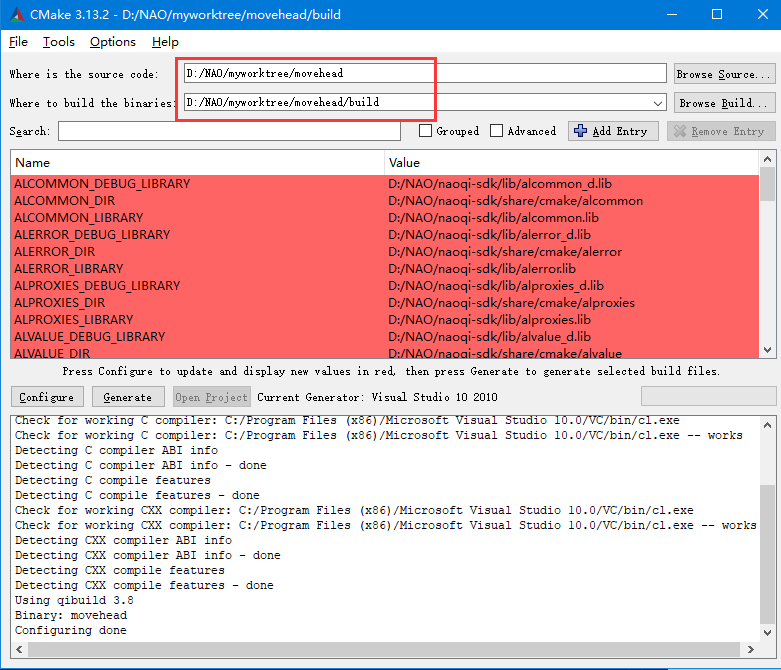 CMake 3.13.2 - D:/NAO/myworktree/movehead/build
File Tools Options Help
Where is the source code: D:/NAO/myworktree/movehead Browse Source...
Where to build the binaries: D:/NAO/myworktree/movehead/build Browse Build...
Search: Grouped Advanced Add Entry Remove Entry
Name Value
ALCOMMON_DEBUG_LIBRARY D:/NAO/naoqi-sdk/lib/alcommon_d.lib
ALCOMMON_DIR D:/NAO/naoqi-sdk/share/cmake/alcommon
ALCOMMON_LIBRARY D:/NAO/naoqi-sdk/lib/alcommon.lib
ALERROR_DEBUG_LIBRARY D:/NAO/naoqi-sdk/lib/alerror_d.lib
ALERROR_DIR D:/NAO/naoqi-sdk/share/cmake/alerror
ALERROR_LIBRARY D:/NAO/naoqi-sdk/lib/alerror.lib
ALPROXIES_DEBUG_LIBRARY D:/NAO/naoqi-sdk/lib/alproxies_d.lib
ALPROXIES_DIR D:/NAO/naoqi-sdk/share/cmake/alproxies
ALPROXIES_LIBRARY D:/NAO/naoqi-sdk/lib/alproxies.lib
ALVALUE_DEBUG_LIBRARY D:/NAO/naoqi-sdk/lib/alvalue_d.lib
ALVALUE_DIR D:/NAO/naoqi-sdk/share/cmake/alvalue
Press Configure to update and display new values in red, then press Generate to generate selected build files.
Configure Generate Open Project Current Generator: Visual Studio 10 2010
Check for working C compiler: C:/Program Files (x86)/Microsoft Visual Studio 10.0/VC/bin/cl.exe
Check for working C compiler: C:/Program Files (x86)/Microsoft Visual Studio 10.0/VC/bin/cl.exe -- works
Detecting C compiler ABI info
Detecting C compiler ABI info - done
Detecting C compile features
Detecting C compile features - done
Check for working CXX compiler: C:/Program Files (x86)/Microsoft Visual Studio 10.0/VC/bin/cl.exe
Check for working CXX compiler: C:/Program Files (x86)/Microsoft Visual Studio 10.0/VC/bin/cl.exe -- works
Detecting CXX compiler ABI info
Detecting CXX compiler ABI info - done
Detecting CXX compile features
Detecting CXX compile features - done
Using qibuild 3.8
Binary: movehead
Configuring done